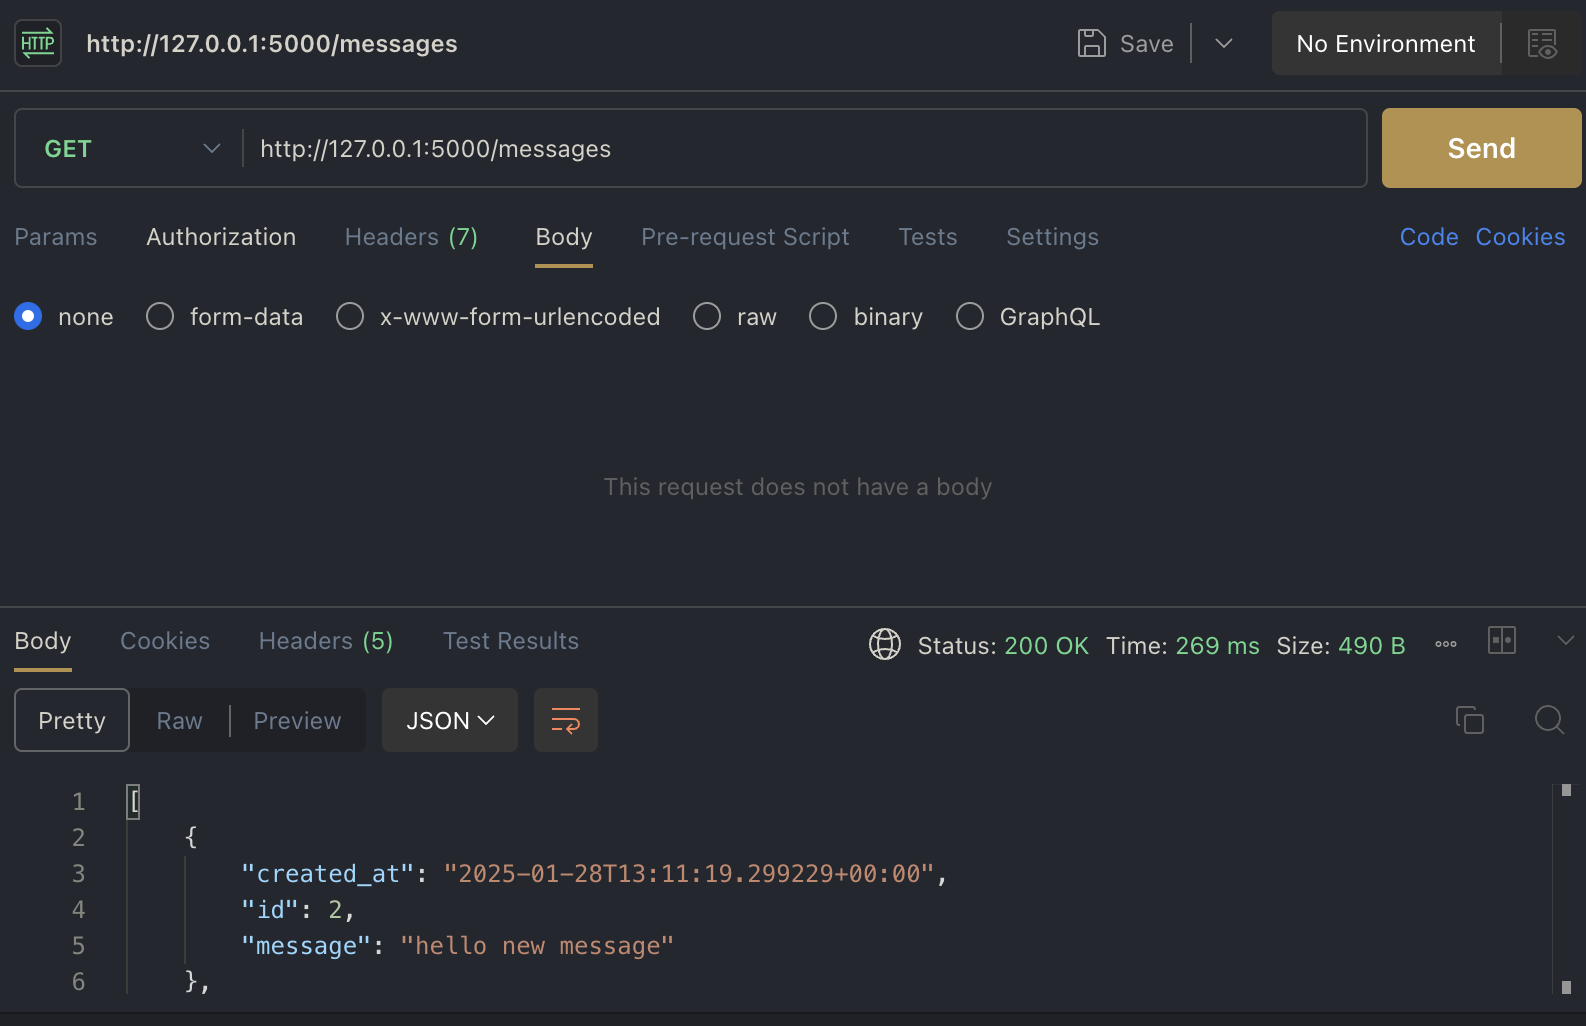 HTTP http://127.0.0.1:5000/messages Save No Environment
GET http://127.0.0.1:5000/messages Send
Params Authorization Headers (7) Body Pre-request Script Tests Settings Code Cookies
none form-data x-www-form-urlencoded raw binary GraphQL
This request does not have a body
Body Cookies Headers (5) Test Results Status: 200 OK Time: 269 ms Size: 490 B
Pretty Raw Preview JSON
1 [
2 {
3 "created_at": "2025-01-28T13:11:19.299229+00:00",
4 "id": 2,
5 "message": "hello new message"
6 },